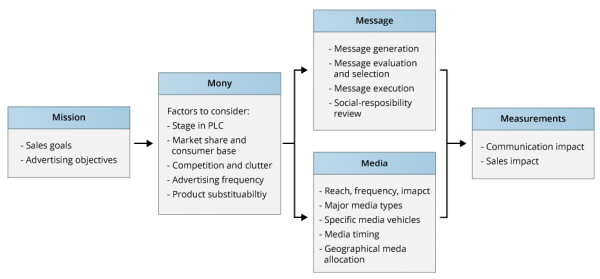 Mission
- Sales goals
- Advertising objectives
Mony
Factors to consider:
- Stage in PLC
- Market share and
consumer base
- Competition and clutter
- Advertising frequency
- Product substituabiltiy
Message
- Message generation
- Message evaluation
and selection
- Message execution
- Social-resposibility
review
Media
- Reach, frequency, imapct
- Major media types
- Specific media vehicles
- Media timing
- Geographical meda
allocation
Measurements
- Communication impact
- Sales impact